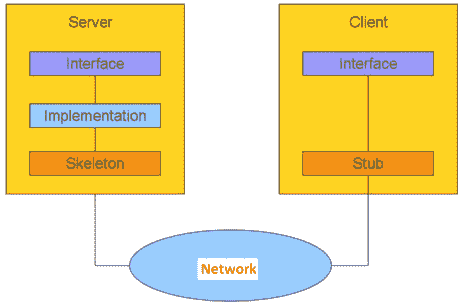 Server
Interface
Implementation
Skeleton
Client
Interface
Stub
Network